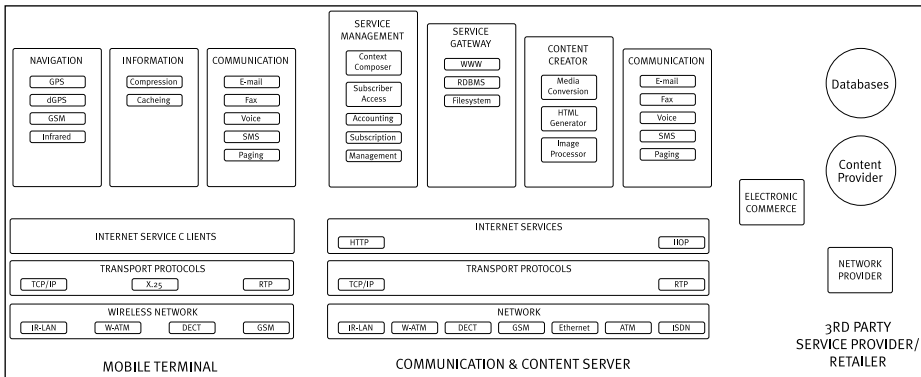 NAVIGATION
GPS
dGPS
GSM
Infrared
INFORMATION
Compression
Cacheing
COMMUNICATION
E-mail
Fax
Voice
SMS
Paging
INTERNET SERVICE C LIENTS
TRANSPORT PROTOCOLS
TCP/IP
X.25
RTP
WIRELESS NETWORK
IR-LAN
W-ATM
DECT
GSM
MOBILE TERMINAL
SERVICE
MANAGEMENT
Context
Composer
Subscriber
Access
Accounting
Subscription
Management
SERVICE
GATEWAY
WWW
RDBMS
Filesystem
CONTENT
CREATOR
Media
Conversion
HTML
Generator
Image
Processor
COMMUNICATION
E-mail
Fax
Voice
SMS
Paging
INTERNET SERVICES
HTTP
IIOP
TRANSPORT PROTOCOLS
TCP/IP
RTP
NETWORK
IR-LAN
W-ATM
DECT
GSM
Ethernet
ATM
ISDN
COMMUNICATION & CONTENT SERVER
Databases
Content
Provider
ELECTRONIC
COMMERCE
NETWORK
PROVIDER
3RD PARTY
SERVICE PROVIDER/
RETAILER